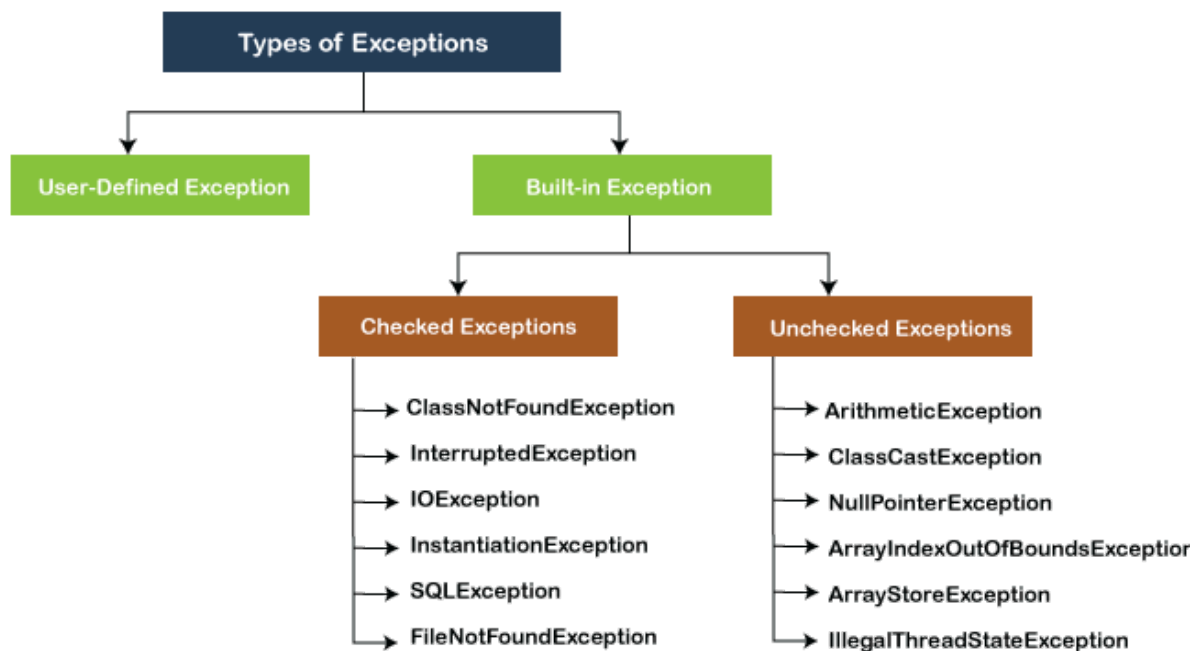 Types of Exceptions
User-Defined Exception
Built-in Exception
Checked Exceptions
Unchecked Exceptions
ClassNotFoundException
InterruptedException
IOException
InstantiationException
SQLException
FileNotFoundException
ArithmeticException
ClassCastException
NullPointerException
ArrayIndexOutOfBoundsException
ArrayStoreException
IllegalThreadStateException